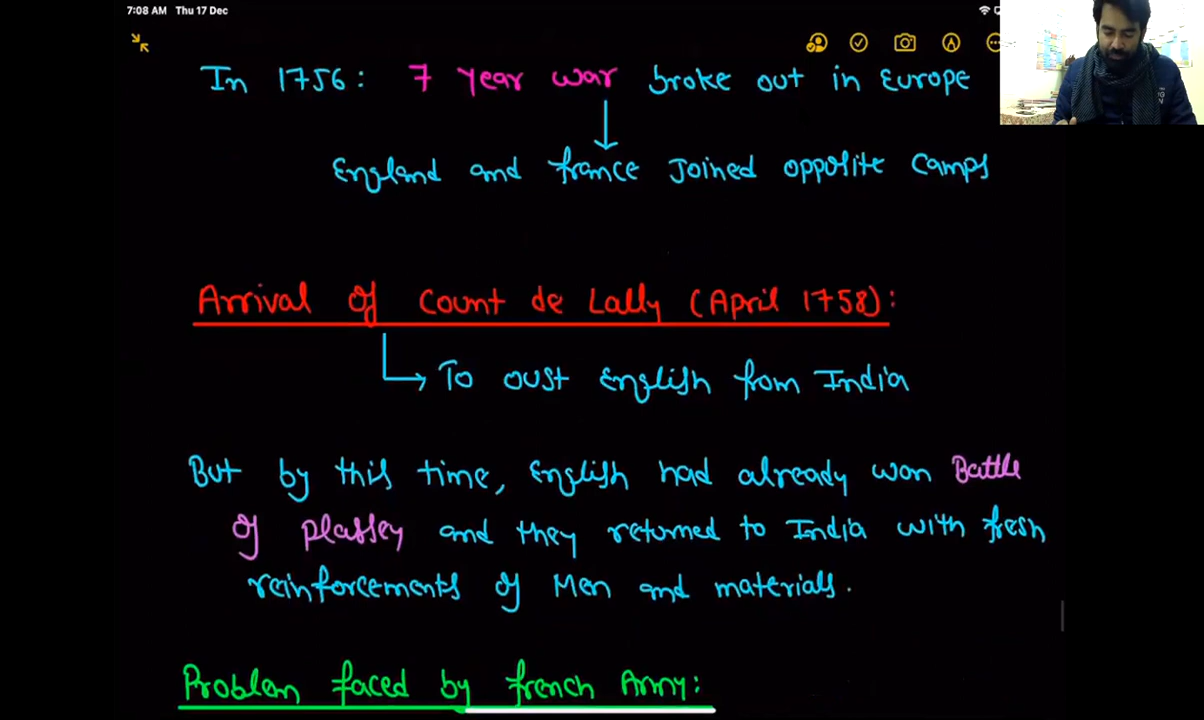 7:08 AM Thu 17 Dec
In 1756: 7 year war broke out in Europe
England and france Joined opposite camps
Arrival of Count de Lally (April 1758):
To oust English from India
But by this time, English had already won Battle
of plassey and they returned to India with fresh
reinforcements of Men and materials.
Problem faced by french Army: